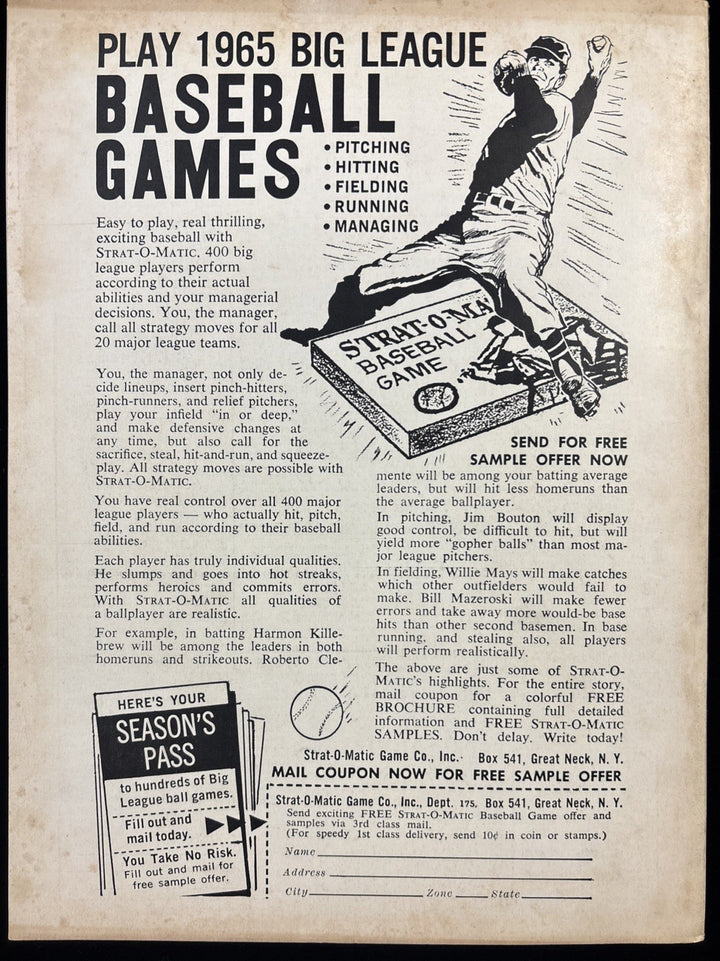 PLAY 1965 BIG LEAGUE
BASEBALL
GAMES
• PITCHING
• HITTING
• FIELDING
• RUNNING
• MANAGING
Easy to play, real thrilling,
exciting baseball with
STRAT-O-MATIC. 400 big
league players perform
according to their actual
abilities and your managerial
decisions. You, the manager,
call all strategy moves for all
20 major league teams.
You, the manager, not only de-
cide lineups, insert pinch-hitters,
pinch-runners, and relief pitchers,
play your infield “in or deep,”
and make defensive changes at
any time, but also call for the
sacrifice, steal, hit-and-run, and squeeze-
play. All strategy moves are possible with
STRAT-O-MATIC.
You have real control over all 400 major
league players — who actually hit, pitch,
field, and run according to their baseball
abilities.
Each player has truly individual qualities.
He slumps and goes into hot streaks,
performs heroics and commits errors.
With STRAT-O-MATIC all qualities of
a ballplayer are realistic.
For example, in batting Harmon Kille-
brew will be among the leaders in both
homeruns and strikeouts. Roberto Cle-
STRAT-O-MA
BASEBALL
GAME
SEND FOR FREE
SAMPLE OFFER NOW
mente will be among your batting average
leaders, but will hit less homeruns than
the average ballplayer.
In pitching, Jim Bouton will display
good control, be difficult to hit, but will
yield more “gopher balls” than most ma-
jor league pitchers.
In fielding, Willie Mays will make catches
which other outfielders would fail to
make. Bill Mazeroski will make fewer
errors and take away more would-be base
hits than other second basemen. In base
running, and stealing also, all players
will perform realistically.
The above are just some of STRAT-O-
MATIC’s highlights. For the entire story,
mail coupon for a colorful FREE
BROCHURE containing full detailed
information and FREE STRAT-O-MATIC
SAMPLES. Don’t delay. Write today!
Strat-O-Matic Game Co., Inc. Box 541, Great Neck, N. Y.
MAIL COUPON NOW FOR FREE SAMPLE OFFER
HERE’S YOUR
SEASON’S
PASS
to hundreds of Big
League ball games.
Fill out and
mail today.
You Take No Risk.
Fill out and mail for
free sample offer.
Strat-O-Matic Game Co., Inc., Dept. 175, Box 541, Great Neck, N. Y.
Send exciting FREE STRAT-O-MATIC Baseball Game offer and
samples via 3rd class mail.
(For speedy 1st class delivery, send 10¢ in coin or stamps.)
Name
Address
City Zone State